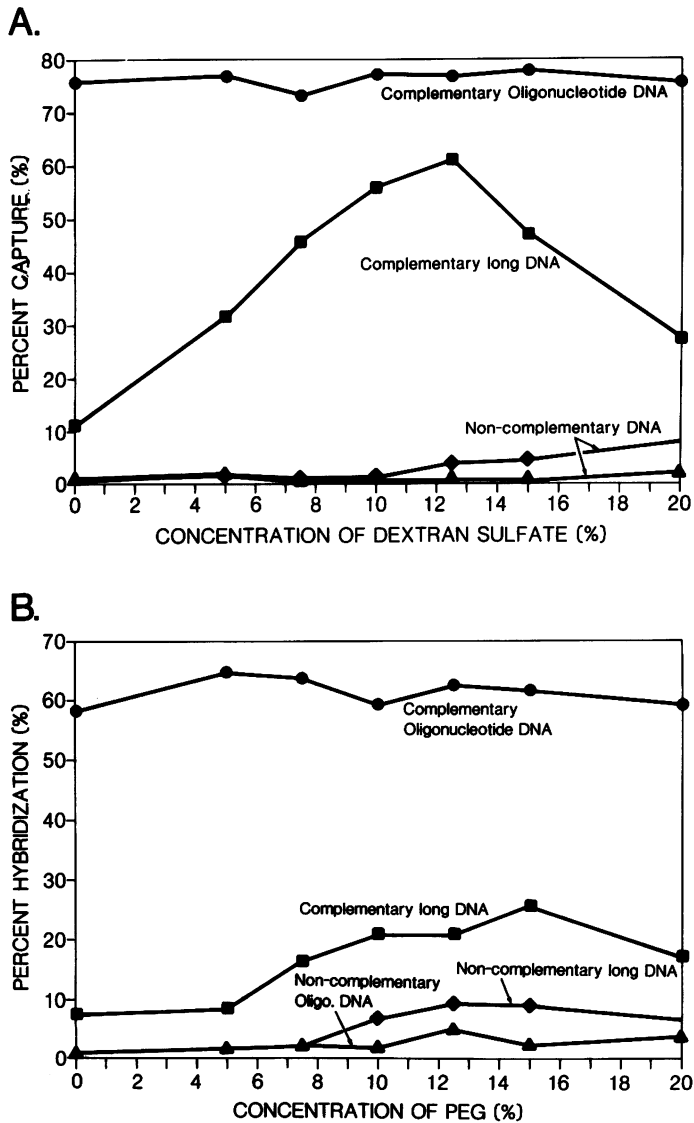 A.
80
70
60
50
40
30
20
10
0
PERCENT CAPTURE (%)
Complementary Oligonucleotide DNA
Complementary long DNA
Non-complementary DNA
0 2 4 6 8 10 12 14 16 18 20
CONCENTRATION OF DEXTRAN SULFATE (%)
B.
70
60
50
40
30
20
10
0
PERCENT HYBRIDIZATION (%)
Complementary
Oligonucleotide DNA
Complementary long DNA
Non-complementary
Oligo. DNA
Non-complementary long DNA
0 2 4 6 8 10 12 14 16 18 20
CONCENTRATION OF PEG (%)